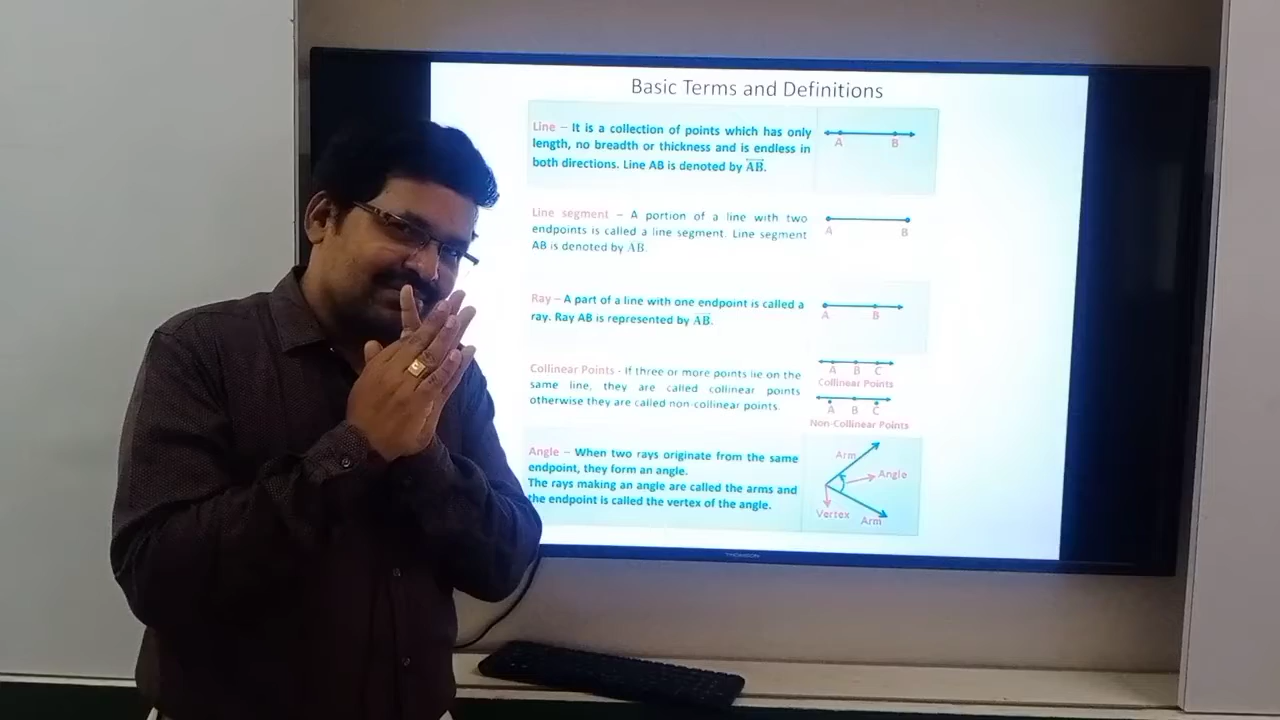 Basic Terms and Definitions
Line – It is a collection of points which has only
length, no breadth or thickness and is endless in
both directions. Line AB is denoted by AB.
A B
Line segment – A portion of a line with two
endpoints is called a line segment. Line segment
AB is denoted by AB.
A B
Ray – A part of a line with one endpoint is called a
ray. Ray AB is represented by AB.
A B
Collinear Points - If three or more points lie on the
same line, they are called collinear points
otherwise they are called non-collinear points.
A B C
Collinear Points
A B C
Non-Collinear Points
Angle – When two rays originate from the same
endpoint, they form an angle.
The rays making an angle are called the arms and
the endpoint is called the vertex of the angle.
Arm
Angle
Vertex
Arm
THOMSON